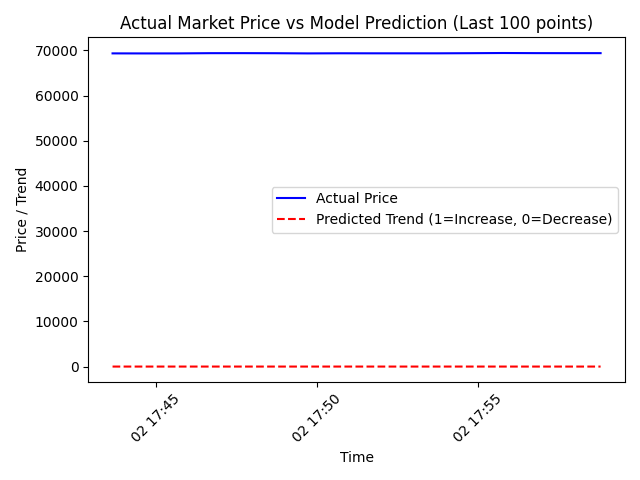 Actual Market Price vs Model Prediction (Last 100 points)
70000
60000
50000
40000
30000
20000
10000
0
Price / Trend
Actual Price
Predicted Trend (1=Increase, 0=Decrease)
02 17:45
02 17:50
02 17:55
Time